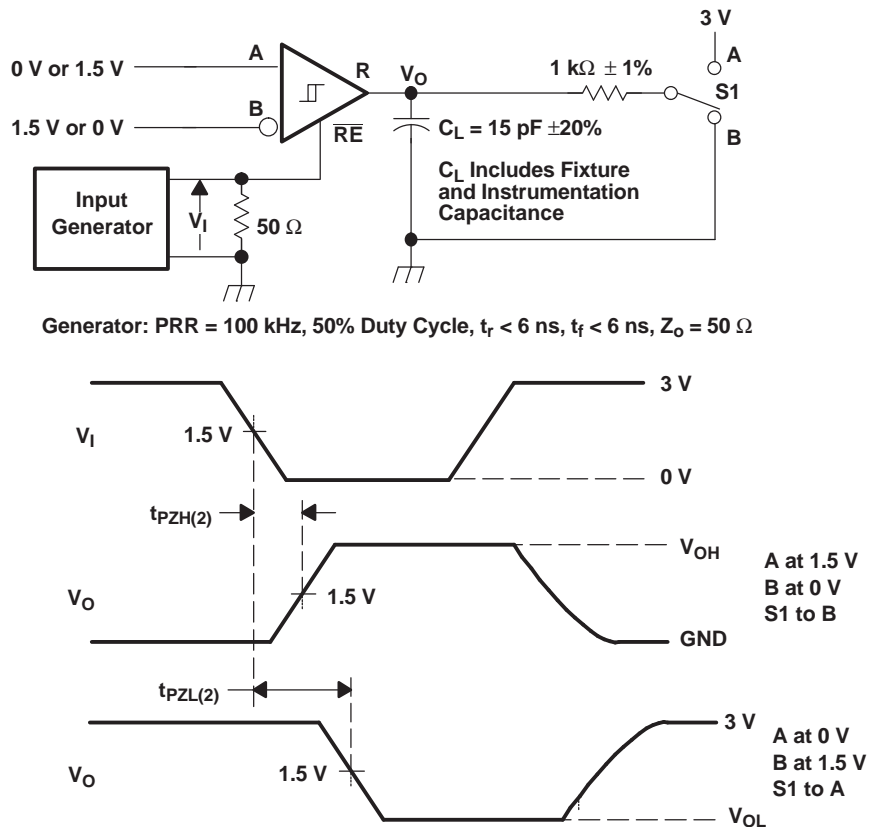 3 V
A
0 V or 1.5 V
A
R
V_O
1 kΩ ± 1%
S1
B
1.5 V or 0 V
B
R̅E̅
C_L = 15 pF ±20%
C_L Includes Fixture
and Instrumentation
Capacitance
Input
Generator
V_I
50 Ω
Generator: PRR = 100 kHz, 50% Duty Cycle, t_r < 6 ns, t_f < 6 ns, Z_o = 50 Ω
3 V
V_I
1.5 V
0 V
t_PZH(2)
V_OH
A at 1.5 V
B at 0 V
S1 to B
V_O
1.5 V
GND
t_PZL(2)
3 V
A at 0 V
B at 1.5 V
S1 to A
V_O
1.5 V
V_OL